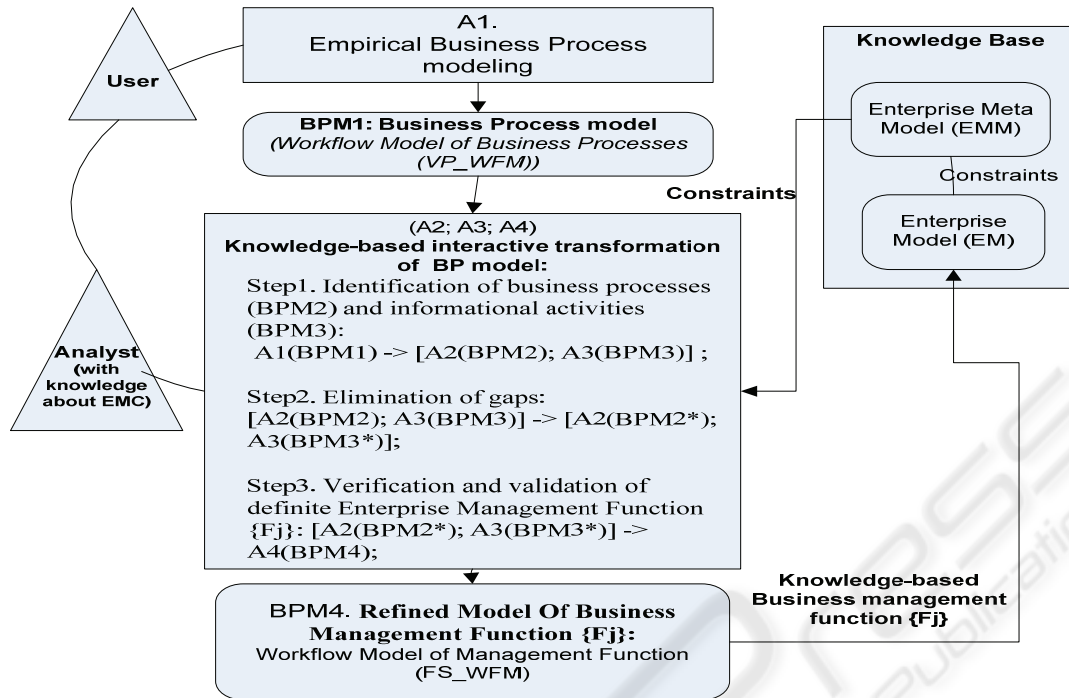 A1.
Empirical Business Process
modeling
User
BPM1: Business Process model
(Workflow Model of Business Processes
(VP_WFM))
Knowledge Base
Enterprise Meta
Model (EMM)
Constraints
Enterprise
Model (EM)
Constraints
(A2; A3; A4)
Knowledge-based interactive transformation
of BP model:
Step1. Identification of business processes
(BPM2) and informational activities
(BPM3):
A1(BPM1) -> [A2(BPM2); A3(BPM3)] ;
Step2. Elimination of gaps:
[A2(BPM2); A3(BPM3)] -> [A2(BPM2*);
A3(BPM3*)];
Step3. Verification and validation of
definite Enterprise Management Function
{Fj}: [A2(BPM2*); A3(BPM3*)] ->
A4(BPM4);
Analyst
(with
knowledge
about EMC)
BPM4. Refined Model Of Business
Management Function {Fj}:
Workflow Model of Management Function
(FS_WFM)
Knowledge-based
Business management
function {Fj}